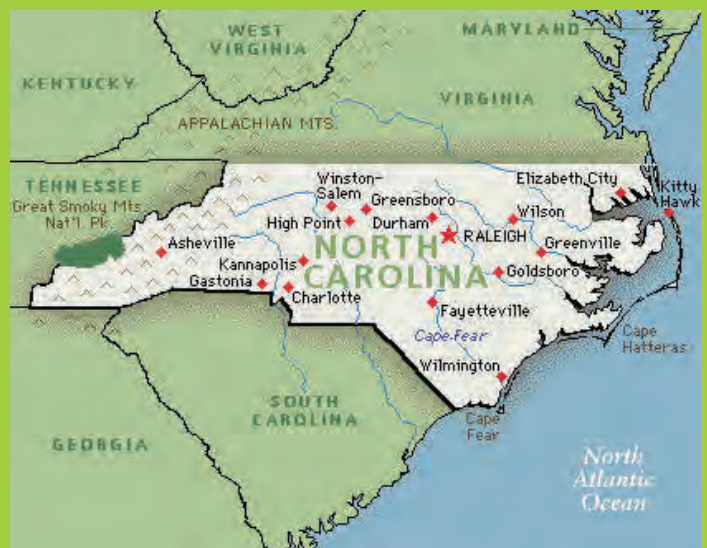 WEST
VIRGINIA
MARYLAND
KENTUCKY
VIRGINIA
APPALACHIAN MTS.
TENNESSEE
Great Smoky Mts.
Nat'l. Pk.
Winston-
Salem
Greensboro
High Point
Durham
RALEIGH
Elizabeth City
Kitty
Hawk
Wilson
Greenville
Asheville
Kannapolis
Gastonia
Charlotte
NORTH
CAROLINA
Goldsboro
Fayetteville
Cape Fear
Wilmington
Cape
Hatteras
Cape
Fear
SOUTH
CAROLINA
GEORGIA
North
Atlantic
Ocean